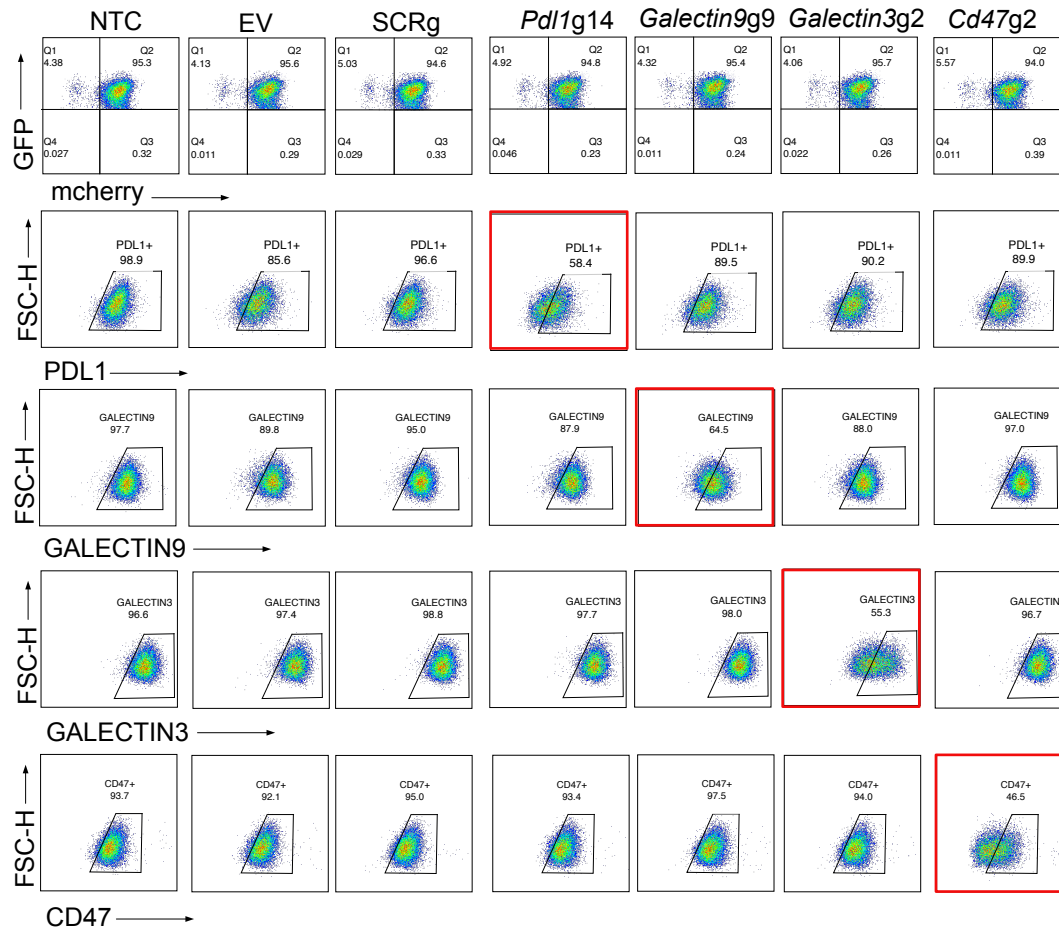 NTC EV SCRg Pdl1g14 Galectin9g9 Galectin3g2 Cd47g2
Q1 Q2 Q1 Q2 Q1 Q2 Q1 Q2 Q1 Q2 Q1 Q2 Q1 Q2
4.38 95.3 4.13 95.6 5.03 94.6 4.92 94.8 4.32 95.4 4.06 95.7 5.57 94.0
GFP
Q4 Q3 Q4 Q3 Q4 Q3 Q4 Q3 Q4 Q3 Q4 Q3 Q4 Q3
0.027 0.32 0.011 0.29 0.029 0.33 0.046 0.23 0.011 0.24 0.022 0.26 0.011 0.39
mcherry
FSC-H
PDL1+ PDL1+ PDL1+ PDL1+ PDL1+ PDL1+ PDL1+
98.9 85.6 96.6 58.4 89.5 90.2 89.9
PDL1
FSC-H
GALECTIN9 GALECTIN9 GALECTIN9 GALECTIN9 GALECTIN9 GALECTIN9 GALECTIN9
97.7 89.8 95.0 87.9 64.5 88.0 97.0
GALECTIN9
FSC-H
GALECTIN3 GALECTIN3 GALECTIN3 GALECTIN3 GALECTIN3 GALECTIN3 GALECTIN
96.6 97.4 98.8 97.7 98.0 55.3 96.7
GALECTIN3
FSC-H
CD47+ CD47+ CD47+ CD47+ CD47+ CD47+ CD47+
93.7 92.1 95.0 93.4 97.5 94.0 46.5
CD47